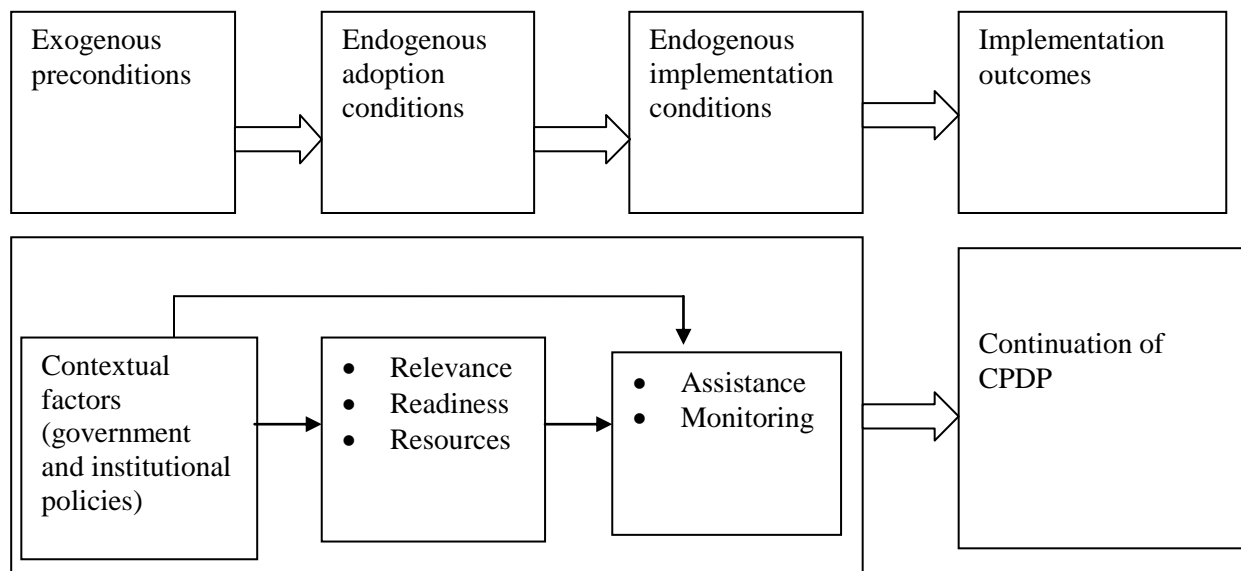 Exogenous
preconditions
Endogenous
adoption
conditions
Endogenous
implementation
conditions
Implementation
outcomes
Contextual
factors
(government
and institutional
policies)
• Relevance
• Readiness
• Resources
• Assistance
• Monitoring
Continuation of
CPDP